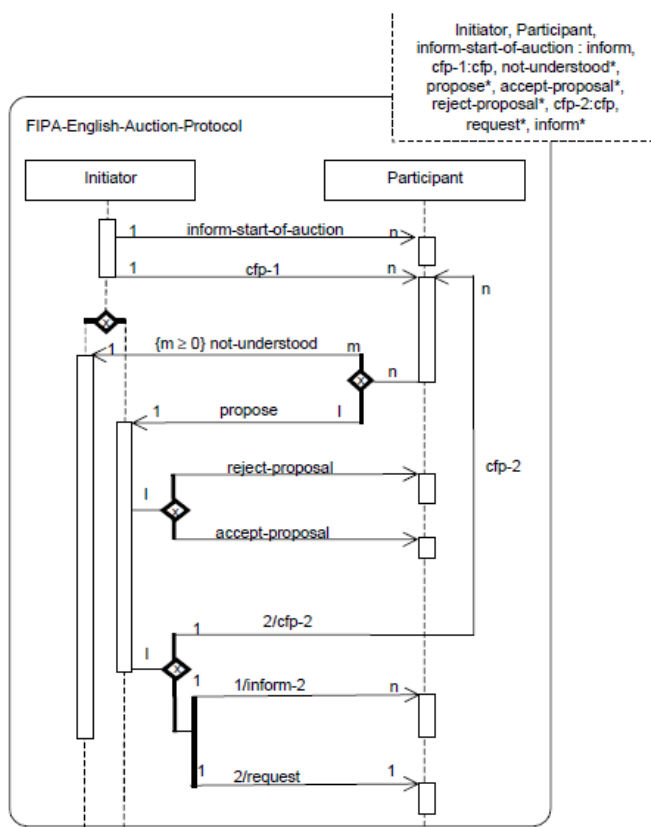 Initiator, Participant,
inform-start-of-auction : inform,
cfp-1:cfp, not-understood*,
propose*, accept-proposal*,
reject-proposal*, cfp-2:cfp,
request*, inform*
FIPA-English-Auction-Protocol
Initiator
Participant
1 inform-start-of-auction n
1 cfp-1 n
n
x
{m ≥ 0} not-understood m
1
x n
1 propose l
reject-proposal
cfp-2
l
x
accept-proposal
1 2/cfp-2
l
x
1 1/inform-2 n
1 2/request 1